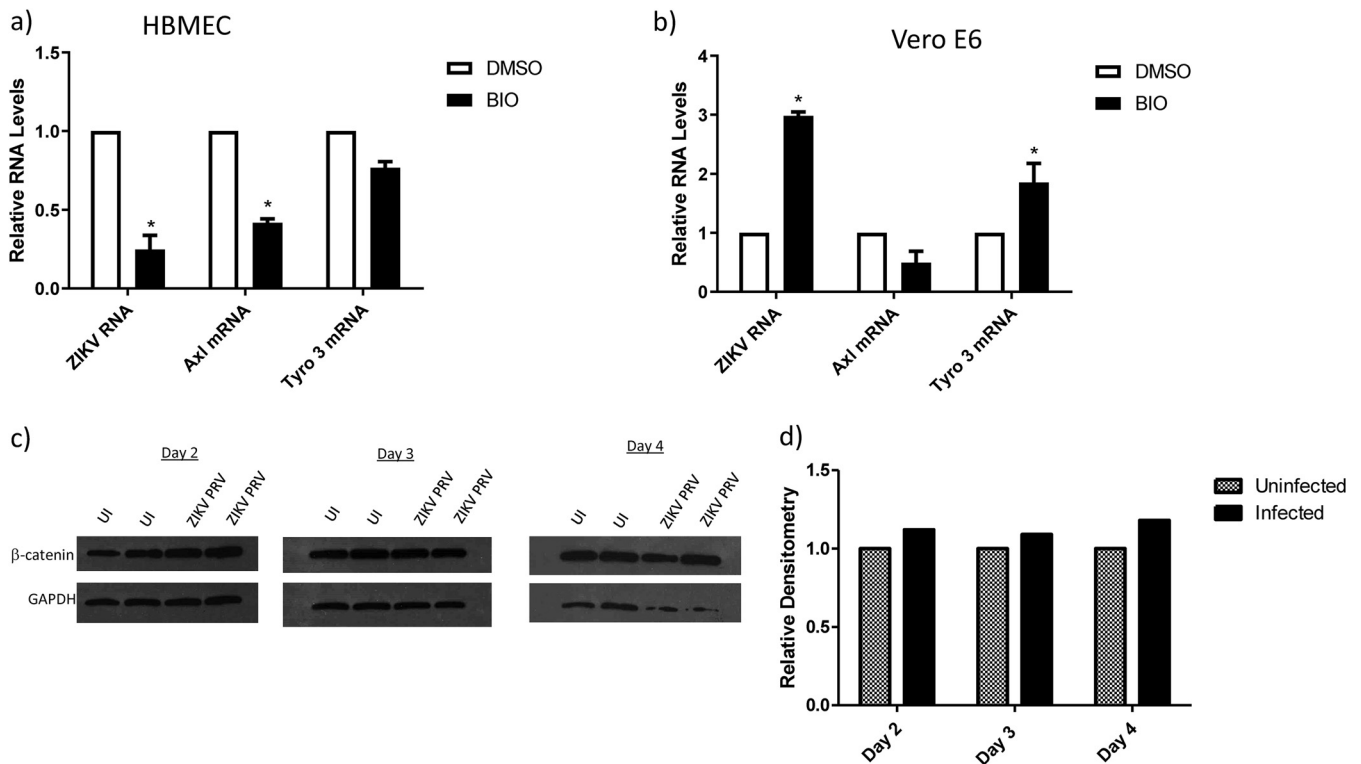 a)
HBMEC
Relative RNA Levels
1.5
1.0
0.5
0.0
*
*
ZIKV RNA
Axl mRNA
Tyro 3 mRNA
DMSO
BIO
b)
Vero E6
Relative RNA Levels
4
3
2
1
0
*
*
ZIKV RNA
Axl mRNA
Tyro 3 mRNA
DMSO
BIO
c)
Day 2
UI
UI
ZIKV PRV
ZIKV PRV
Day 3
UI
UI
ZIKV PRV
ZIKV PRV
Day 4
UI
UI
ZIKV PRV
ZIKV PRV
β-catenin
GAPDH
d)
Relative Densitometry
1.5
1.0
0.5
0.0
Day 2
Day 3
Day 4
Uninfected
Infected